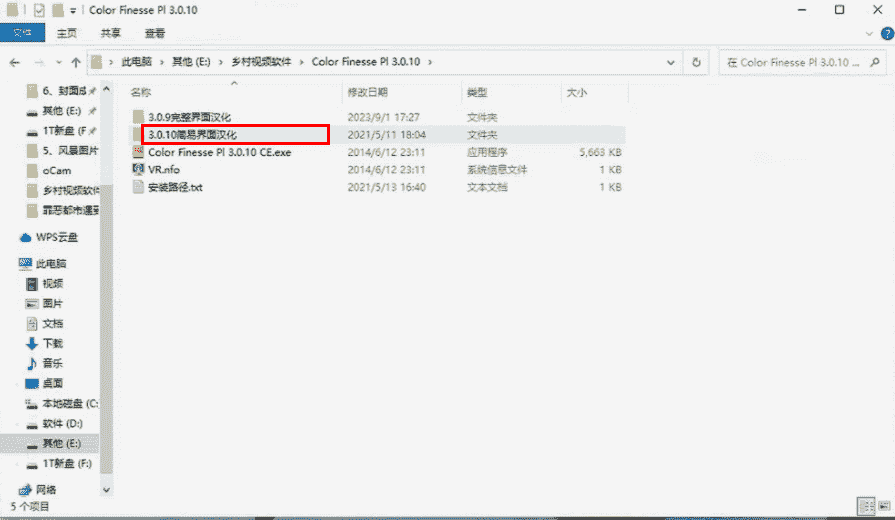 Color Finesse Pl 3.0.10
文件 主页 共享 查看
此电脑 其他 (E:) 乡村视频软件 Color Finesse Pl 3.0.10
在 Color Finesse Pl 3.0.10 ...
名称 修改日期 类型 大小
3.0.9完整界面汉化 2023/9/1 17:27 文件夹
3.0.10简易界面汉化 2021/5/11 18:04 文件夹
Color Finesse Pl 3.0.10 CE.exe 2014/6/12 23:11 应用程序 5,663 KB
VR.nfo 2014/6/12 23:11 系统信息文件 1 KB
安装路径.txt 2021/5/13 16:40 文本文档 1 KB
6、封面
其他 (E:)
1T新盘 (F
5、风景图片
oCam
乡村视频软件
罪恶都市遇
WPS云盘
此电脑
视频
图片
文档
下载
音乐
桌面
本地磁盘 (C:
软件 (D:)
其他 (E:)
1T新盘 (F:)
网络
5 个项目